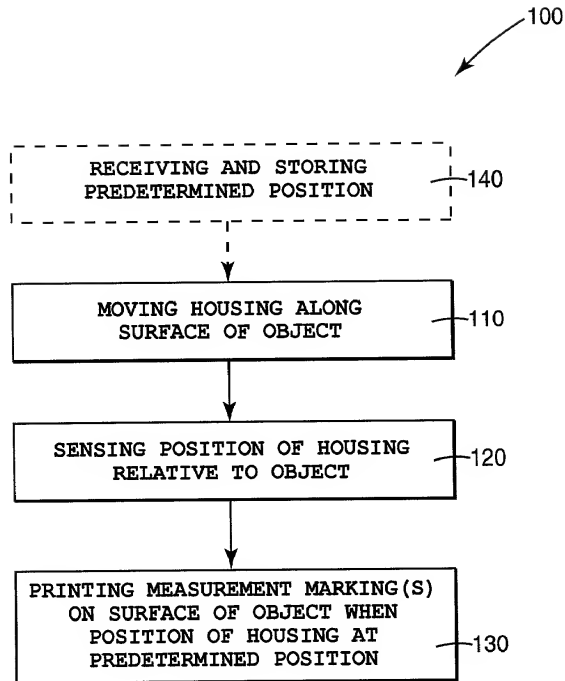 100
RECEIVING AND STORING
PREDETERMINED POSITION
140
MOVING HOUSING ALONG
SURFACE OF OBJECT
110
SENSING POSITION OF HOUSING
RELATIVE TO OBJECT
120
PRINTING MEASUREMENT MARKING(S)
ON SURFACE OF OBJECT WHEN
POSITION OF HOUSING AT
PREDETERMINED POSITION
130